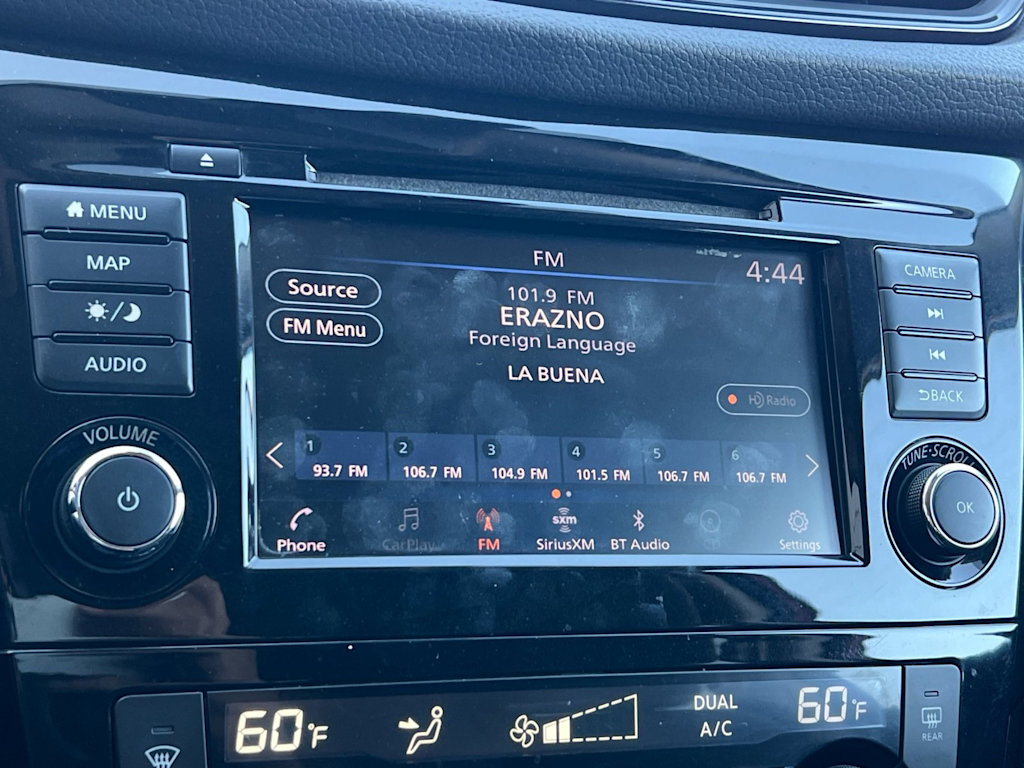 MENU
MAP
AUDIO
VOLUME
FM
4:44
Source
FM Menu
101.9 FM
ERAZNO
Foreign Language
LA BUENA
HD Radio
1
93.7 FM
2
106.7 FM
3
104.9 FM
4
101.5 FM
5
106.7 FM
6
106.7 FM
Phone
CarPlay
FM
sxm
SiriusXM
BT Audio
Settings
CAMERA
BACK
TUNE·SCROLL
OK
60°F
DUAL
A/C
60°F
REAR